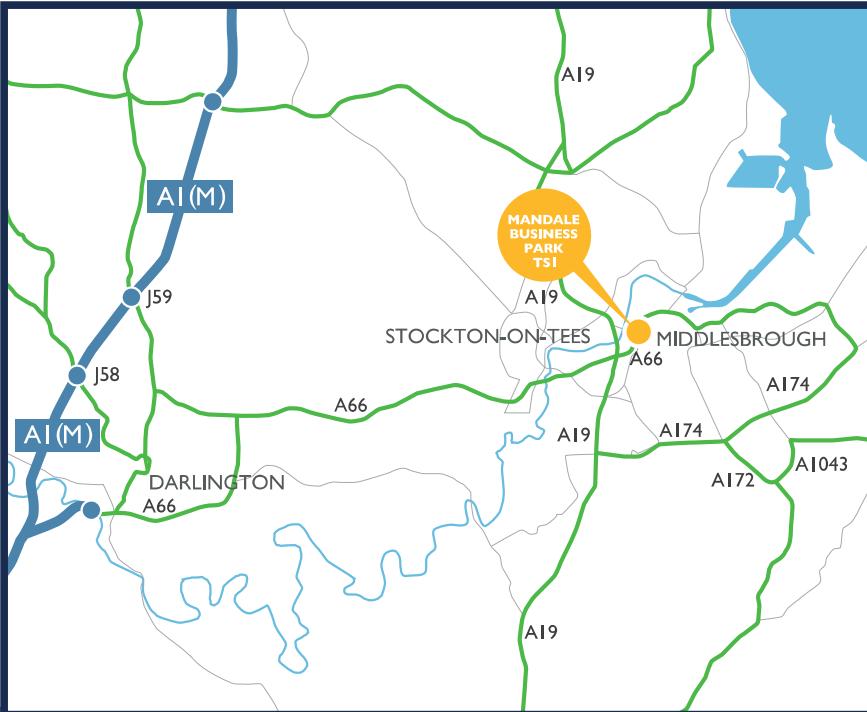 A19
A1(M)
MANDALE
BUSINESS
PARK
TS1
J59
A19
STOCKTON-ON-TEES
MIDDLESBROUGH
A66
J58
A174
A66
A1(M)
A19
A174
A1043
A172
DARLINGTON
A66
A19